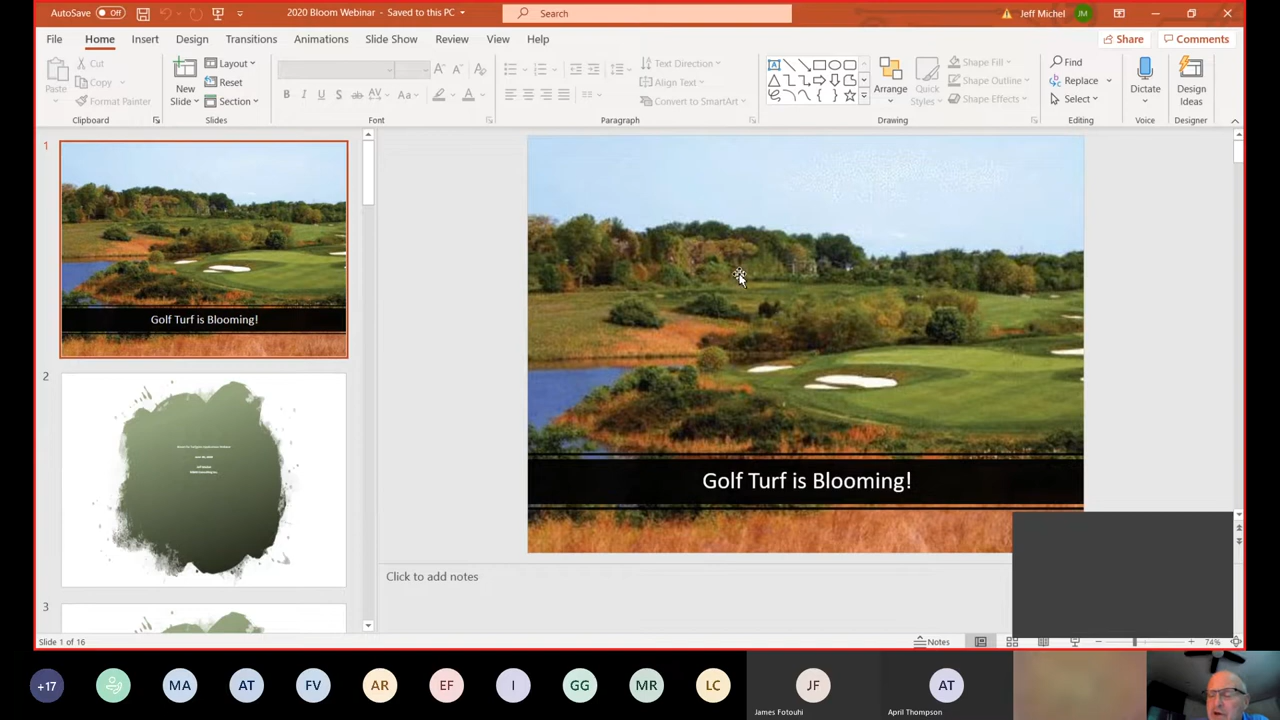 AutoSave Off
2020 Bloom Webinar - Saved to this PC
Search
Jeff Michel JM
File Home Insert Design Transitions Animations Slide Show Review View Help
Share Comments
Paste
Cut
Copy
Format Painter
Clipboard
New
Slide
Layout
Reset
Section
Slides
B I U S ab AV Aa A
Font
Text Direction
Align Text
Convert to SmartArt
Paragraph
Arrange
Quick
Styles
Shape Fill
Shape Outline
Shape Effects
Drawing
Find
Replace
Select
Editing
Dictate
Voice
Design
Ideas
Designer
1
Golf Turf is Blooming!
2
3
Golf Turf is Blooming!
Click to add notes
Slide 1 of 16
Notes
74%
+17 MA AT FV AR EF I GG MR LC JF AT
James Fotouhi
April Thompson